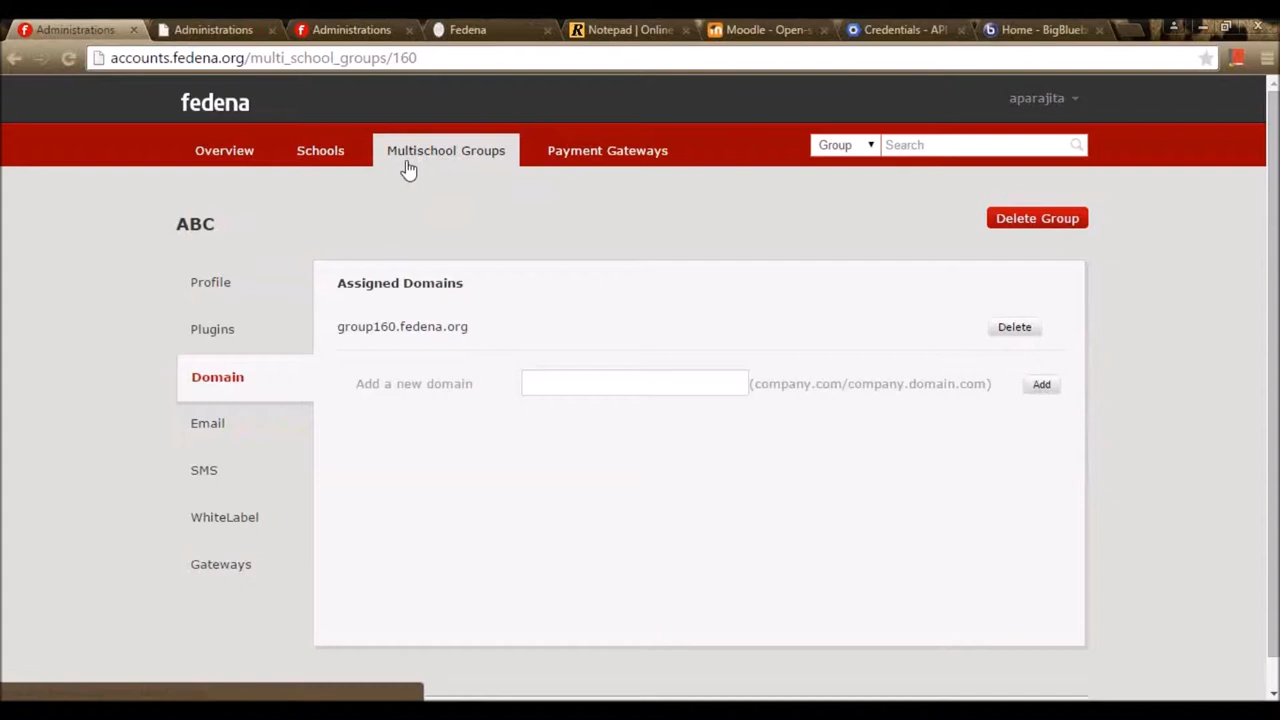 Administrations
Administrations
Administrations
Fedena
Notepad | Online
Moodle - Open-s
Credentials - API
Home - BigBlueb
accounts.fedena.org/multi_school_groups/160
fedena
aparajita
Overview
Schools
Multischool Groups
Payment Gateways
Group
Search
ABC
Delete Group
Profile
Assigned Domains
Plugins
group160.fedena.org
Delete
Domain
Add a new domain
(company.com/company.domain.com)
Add
Email
SMS
WhiteLabel
Gateways